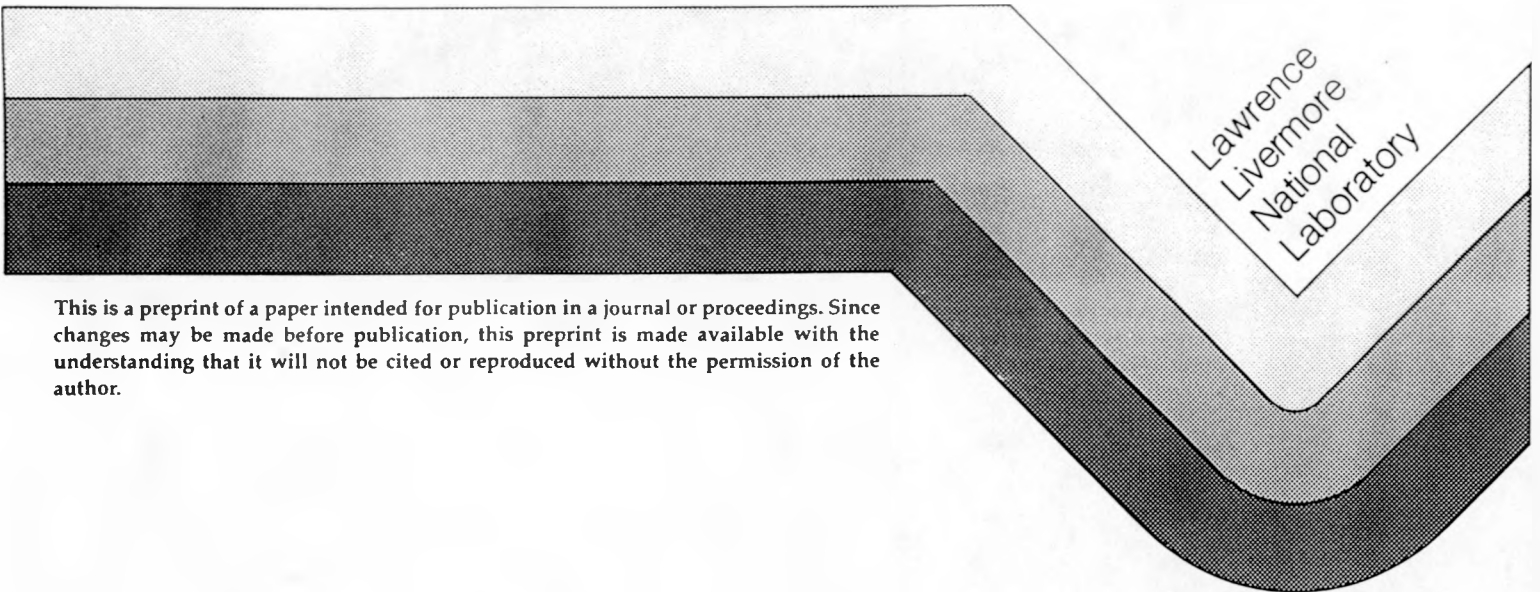 Lawrence
Livermore
National
Laboratory
This is a preprint of a paper intended for publication in a journal or proceedings. Since
changes may be made before publication, this preprint is made available with the
understanding that it will not be cited or reproduced without the permission of the
author.